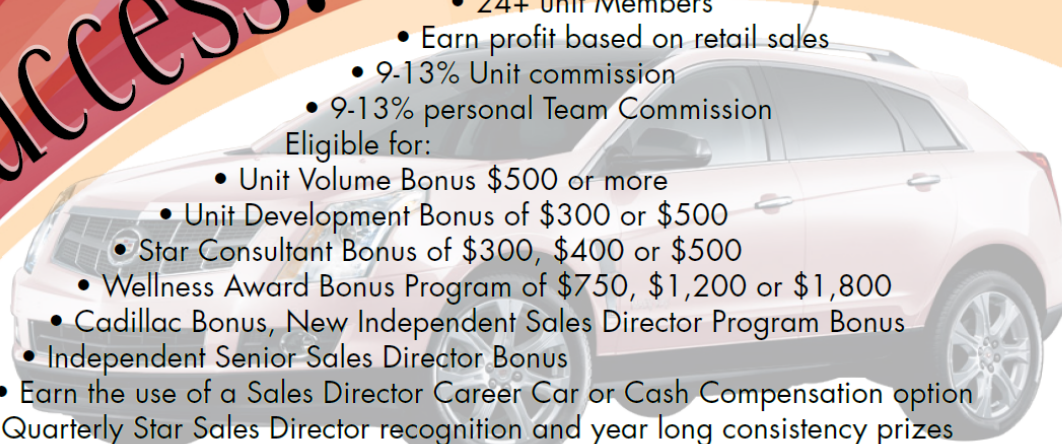 • 24+ unit Members
• Earn profit based on retail sales
• 9-13% Unit commission
• 9-13% personal Team Commission
Eligible for:
• Unit Volume Bonus $500 or more
• Unit Development Bonus of $300 or $500
• Star Consultant Bonus of $300, $400 or $500
• Wellness Award Bonus Program of $750, $1,200 or $1,800
• Cadillac Bonus, New Independent Sales Director Program Bonus
• Independent Senior Sales Director Bonus
• Earn the use of a Sales Director Career Car or Cash Compensation option
Quarterly Star Sales Director recognition and year long consistency prizes